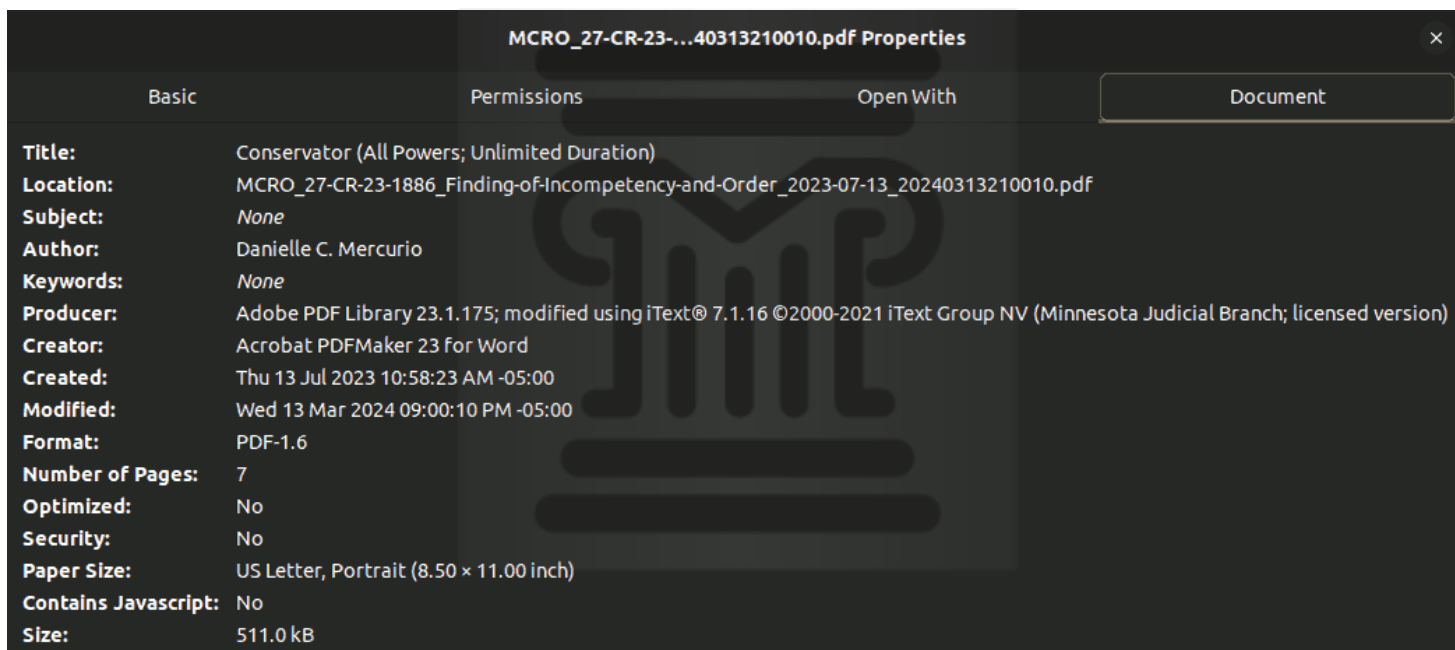 MCRO_27-CR-23-...40313210010.pdf Properties ×
Basic Permissions Open With Document
Title: Conservator (All Powers; Unlimited Duration)
Location: MCRO_27-CR-23-1886_Finding-of-Incompetency-and-Order_2023-07-13_20240313210010.pdf
Subject: None
Author: Danielle C. Mercurio
Keywords: None
Producer: Adobe PDF Library 23.1.175; modified using iText® 7.1.16 ©2000-2021 iText Group NV (Minnesota Judicial Branch; licensed version)
Creator: Acrobat PDFMaker 23 for Word
Created: Thu 13 Jul 2023 10:58:23 AM -05:00
Modified: Wed 13 Mar 2024 09:00:10 PM -05:00
Format: PDF-1.6
Number of Pages: 7
Optimized: No
Security: No
Paper Size: US Letter, Portrait (8.50 × 11.00 inch)
Contains Javascript: No
Size: 511.0 kB